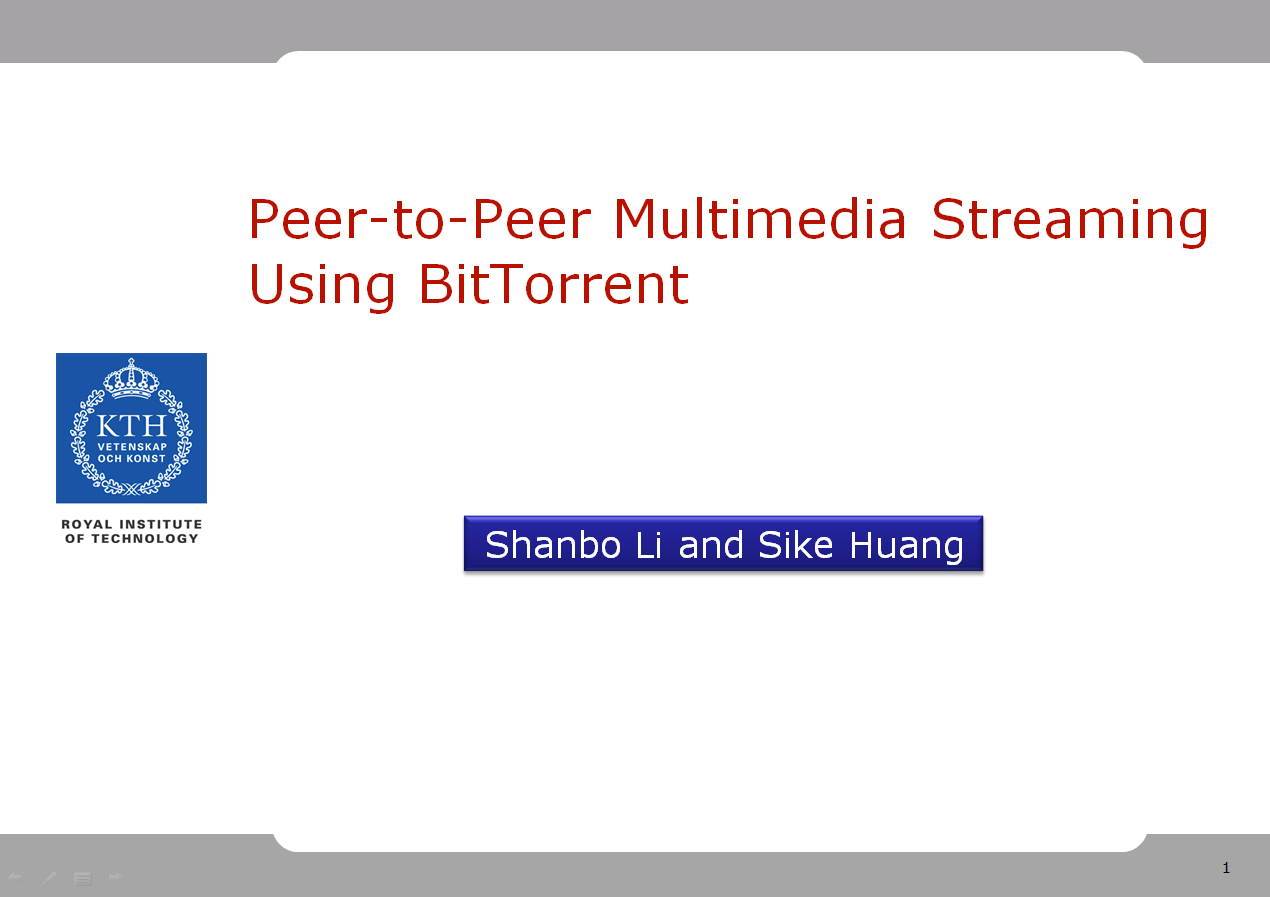 Peer-to-Peer Multimedia Streaming
Using BitTorrent
KTH
VETENSKAP
OCH KONST
ROYAL INSTITUTE
OF TECHNOLOGY
Shanbo Li and Sike Huang
1